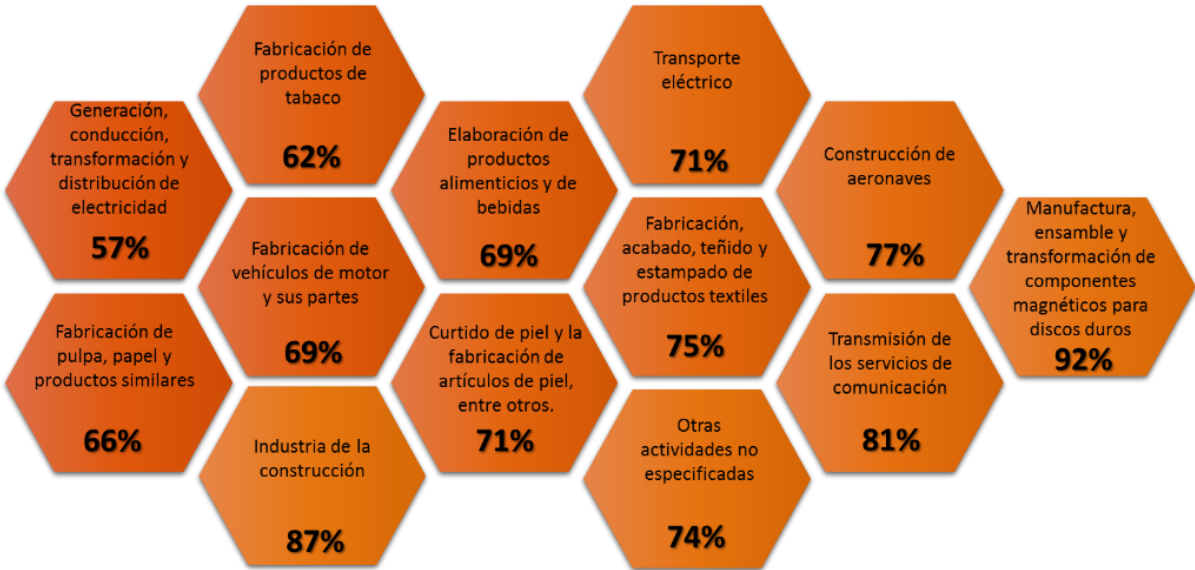 Generación,
conducción,
transformación y
distribución de
electricidad
57%
Fabricación de
pulpa, papel y
productos similares
66%
Fabricación de
productos de
tabaco
62%
Fabricación de
vehículos de motor
y sus partes
69%
Industria de la
construcción
87%
Elaboración de
productos
alimenticios y de
bebidas
69%
Curtido de piel y la
fabricación de
artículos de piel,
entre otros.
71%
Transporte
eléctrico
71%
Fabricación,
acabado, teñido y
estampado de
productos textiles
75%
Otras
actividades no
especificadas
74%
Construcción de
aeronaves
77%
Transmisión de
los servicios de
comunicación
81%
Manufactura,
ensamble y
transformación de
componentes
magnéticos para
discos duros
92%